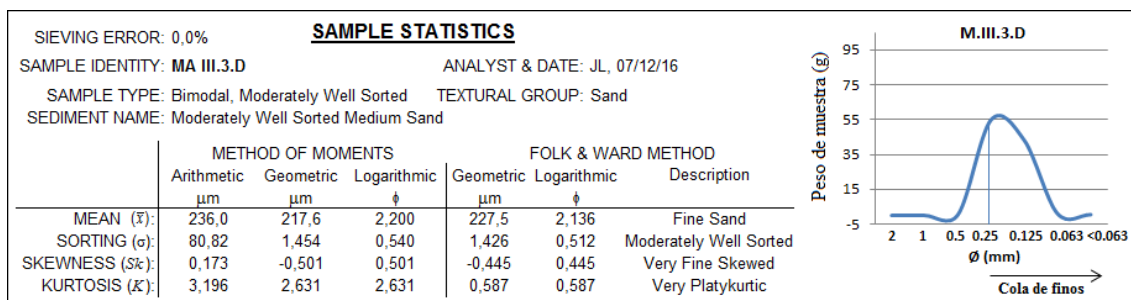 SAMPLE STATISTICS
SIEVING ERROR: 0,0%
SAMPLE IDENTITY: MA III.3.D ANALYST & DATE: JL, 07/12/16
SAMPLE TYPE: Bimodal, Moderately Well Sorted TEXTURAL GROUP: Sand
SEDIMENT NAME: Moderately Well Sorted Medium Sand
METHOD OF MOMENTS FOLK & WARD METHOD
Arithmetic Geometric Logarithmic Geometric Logarithmic Description
μm μm ϕ μm ϕ
MEAN (x̄): 236,0 217,6 2,200 227,5 2,136 Fine Sand
SORTING (σ): 80,82 1,454 0,540 1,426 0,512 Moderately Well Sorted
SKEWNESS (Sk): 0,173 -0,501 0,501 -0,445 0,445 Very Fine Skewed
KURTOSIS (K): 3,196 2,631 2,631 0,587 0,587 Very Platykurtic
M.III.3.D
Peso de muestra (g)
95
75
55
35
15
-5
2 1 0.5 0.25 0.125 0.063 <0.063
Ø (mm)
Cola de finos